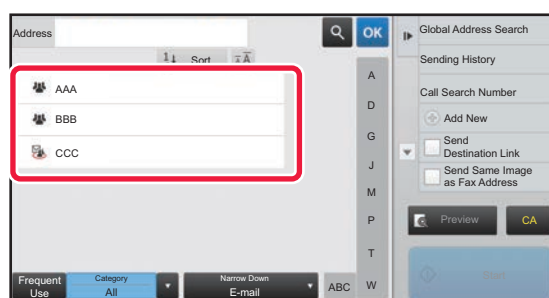 Address
OK
1↓ Sort
AAA
BBB
CCC
A
D
G
J
M
P
T
W
Frequent
Use
Category
All
Narrow Down
E-mail
ABC
Global Address Search
Sending History
Call Search Number
Add New
Send
Destination Link
Send Same Image
as Fax Address
Preview
CA
Start